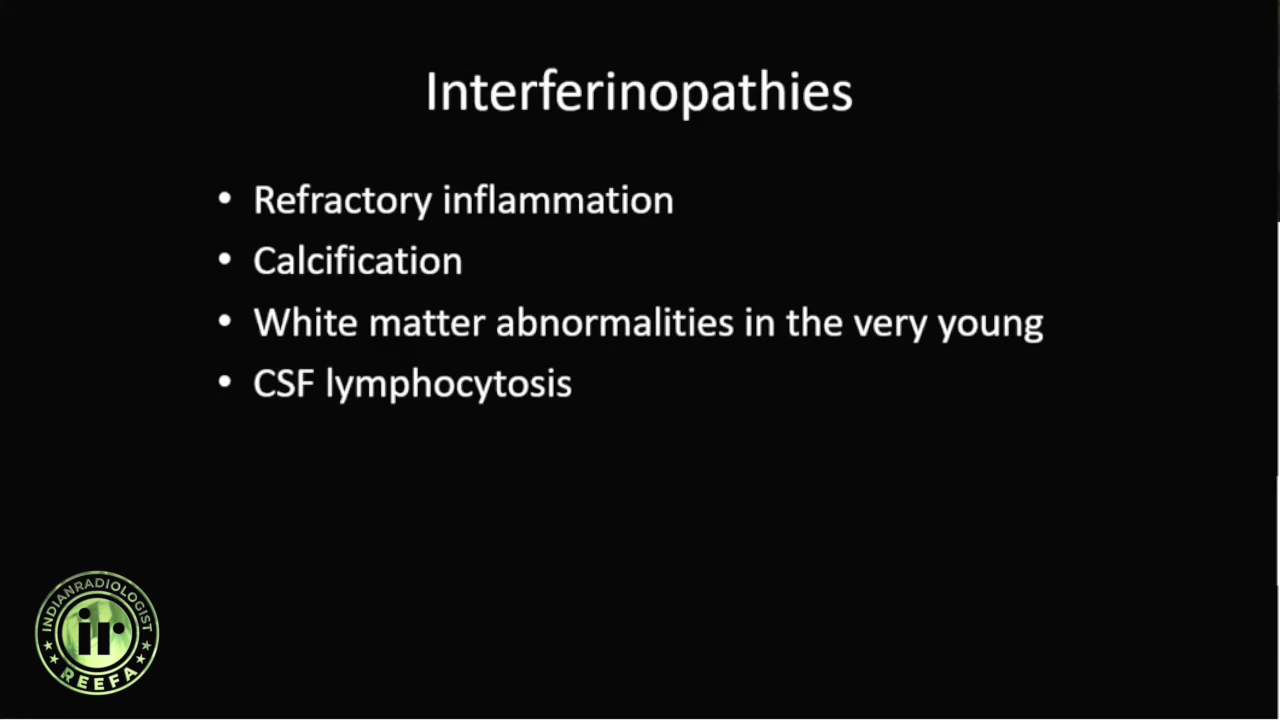 Interferinopathies
• Refractory inflammation
• Calcification
• White matter abnormalities in the very young
• CSF lymphocytosis
INDIANRADIOLOGIST
ir
REEFA